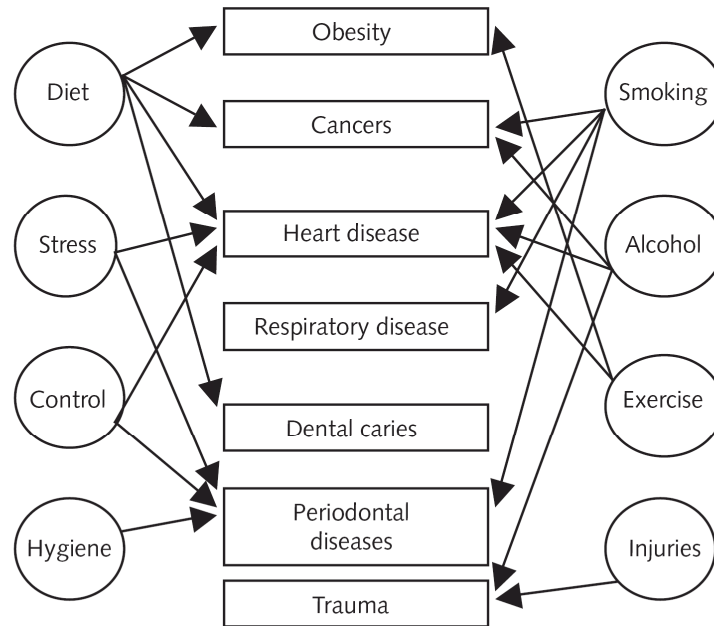 Obesity
Diet
Smoking
Cancers
Stress
Heart disease
Alcohol
Respiratory disease
Control
Exercise
Dental caries
Periodontal
diseases
Hygiene
Injuries
Trauma